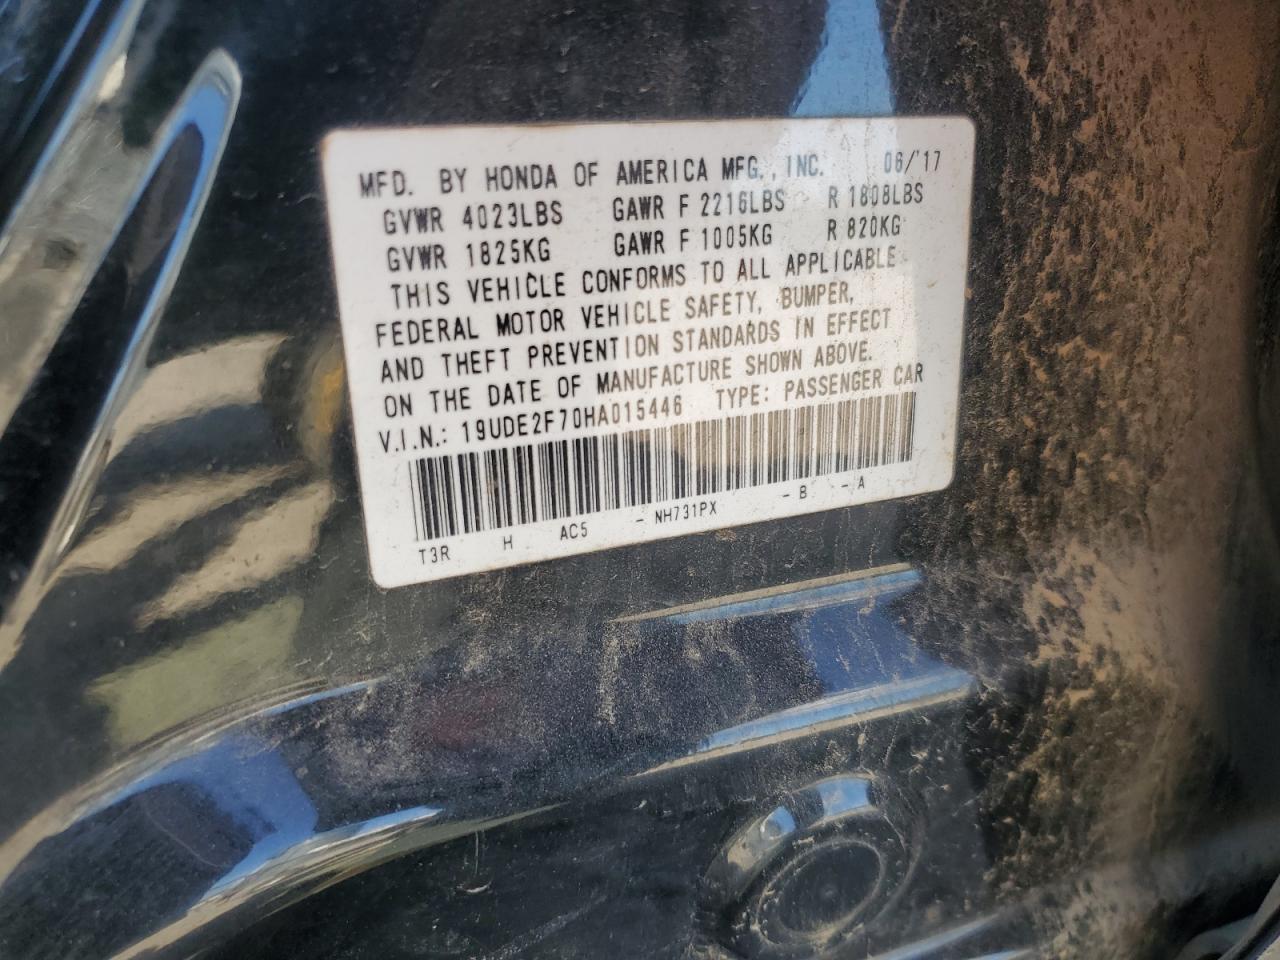 MFD. BY HONDA OF AMERICA MFG., INC. 06/'17
GVWR 4023LBS GAWR F 2216LBS R 1808LBS
GVWR 1825KG GAWR F 1005KG R 820KG
THIS VEHICLE CONFORMS TO ALL APPLICABLE
FEDERAL MOTOR VEHICLE SAFETY, BUMPER,
AND THEFT PREVENTION STANDARDS IN EFFECT
ON THE DATE OF MANUFACTURE SHOWN ABOVE.
V.I.N.: 19UDE2F70HA015446 TYPE: PASSENGER CAR
T3R H AC5 - NH731PX - B - A